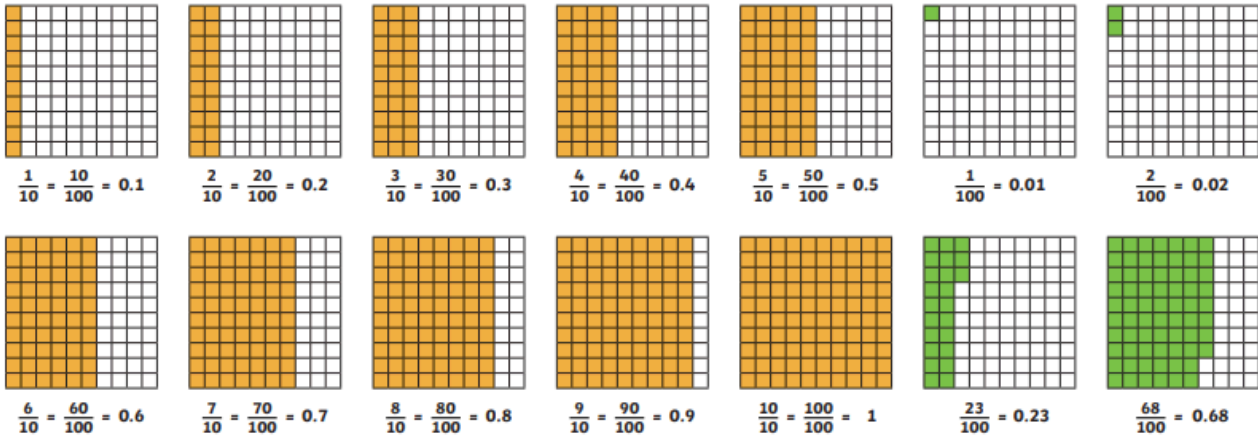 1/10 = 10/100 = 0.1
2/10 = 20/100 = 0.2
3/10 = 30/100 = 0.3
4/10 = 40/100 = 0.4
5/10 = 50/100 = 0.5
1/100 = 0.01
2/100 = 0.02
6/10 = 60/100 = 0.6
7/10 = 70/100 = 0.7
8/10 = 80/100 = 0.8
9/10 = 90/100 = 0.9
10/10 = 100/100 = 1
23/100 = 0.23
68/100 = 0.68